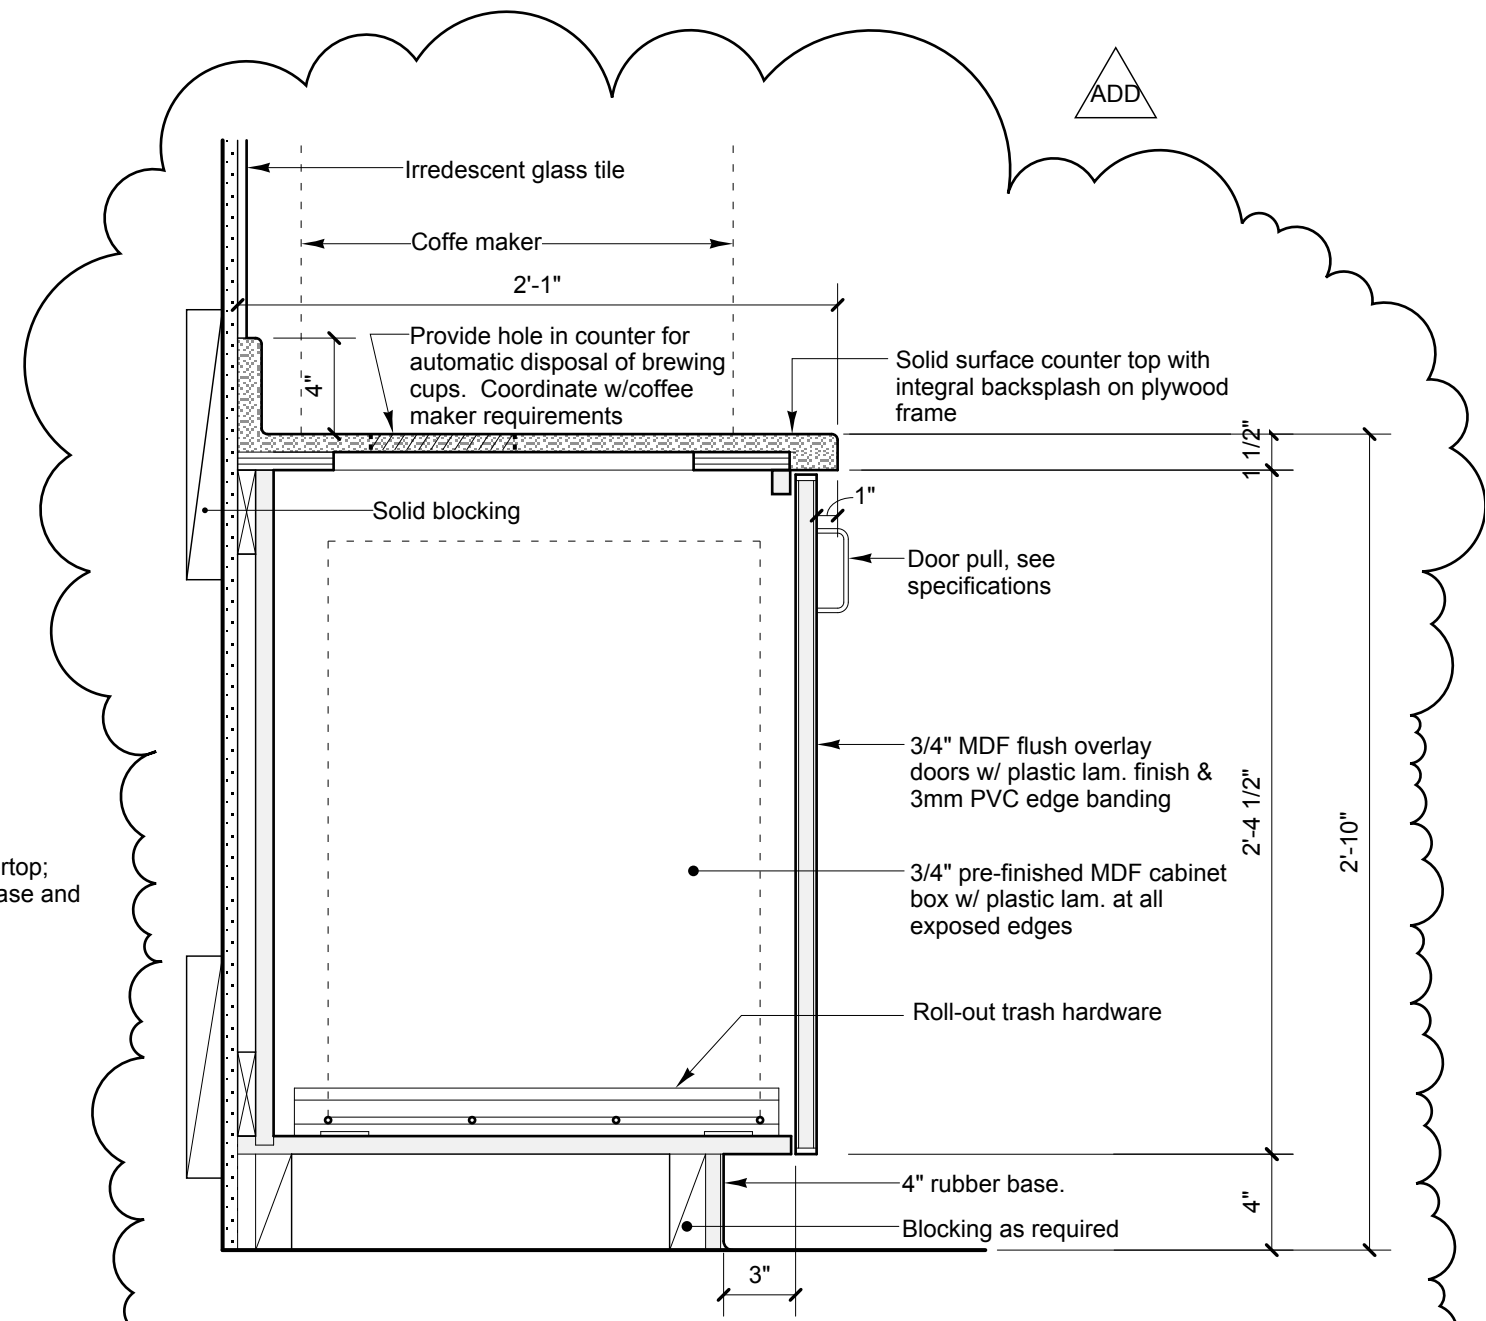 ADD
Irredescent glass tile
Coffe maker
2'-1"
Provide hole in counter for
automatic disposal of brewing
cups.  Coordinate w/coffee
maker requirements
4"
Solid surface counter top with
integral backsplash on plywood
frame
1 1/2"
1"
Solid blocking
Door pull, see
specifications
3/4" MDF flush overlay
doors w/ plastic lam. finish &
3mm PVC edge banding
2'-4 1/2"
2'-10"
rtop;
ase and
3/4" pre-finished MDF cabinet
box w/ plastic lam. at all
exposed edges
Roll-out trash hardware
4" rubber base.
4"
Blocking as required
3"